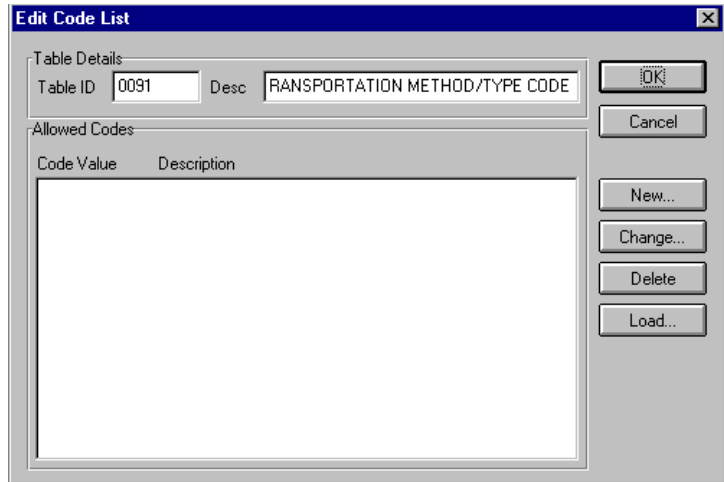 Edit Code List
Table Details
Table ID 0091 Desc RANSPORTATION METHOD/TYPE CODE
OK
Cancel
Allowed Codes
Code Value Description
New...
Change...
Delete
Load...